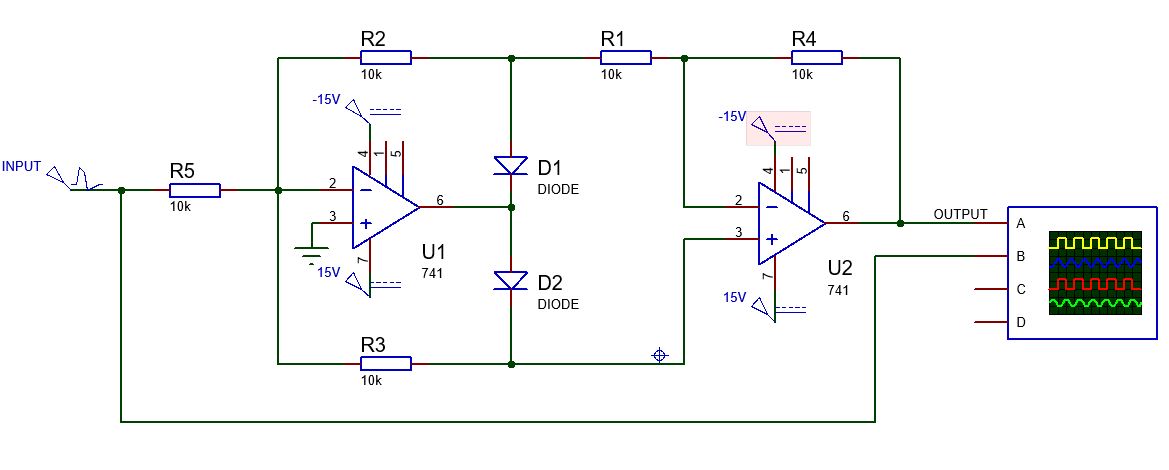 R2
10k
R1
10k
R4
10k
-15V
4
1
5
-15V
4
1
5
INPUT
R5
10k
2
3
6
7
U1
741
15V
D1
DIODE
D2
DIODE
2
3
6
7
U2
741
15V
OUTPUT
A
B
C
D
R3
10k